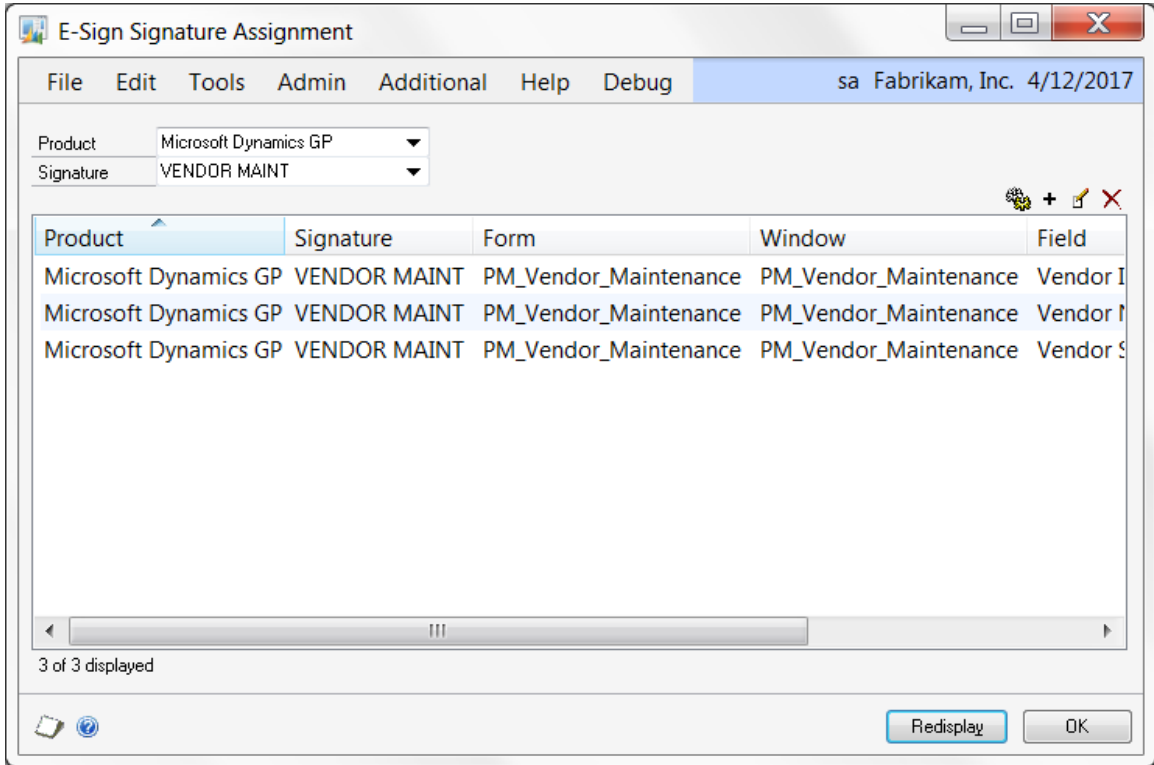 E-Sign Signature Assignment
File Edit Tools Admin Additional Help Debug sa Fabrikam, Inc. 4/12/2017
Product Microsoft Dynamics GP
Signature VENDOR MAINT
Product Signature Form Window Field
Microsoft Dynamics GP VENDOR MAINT PM_Vendor_Maintenance PM_Vendor_Maintenance Vendor
Microsoft Dynamics GP VENDOR MAINT PM_Vendor_Maintenance PM_Vendor_Maintenance Vendor
Microsoft Dynamics GP VENDOR MAINT PM_Vendor_Maintenance PM_Vendor_Maintenance Vendor
3 of 3 displayed
Redisplay OK